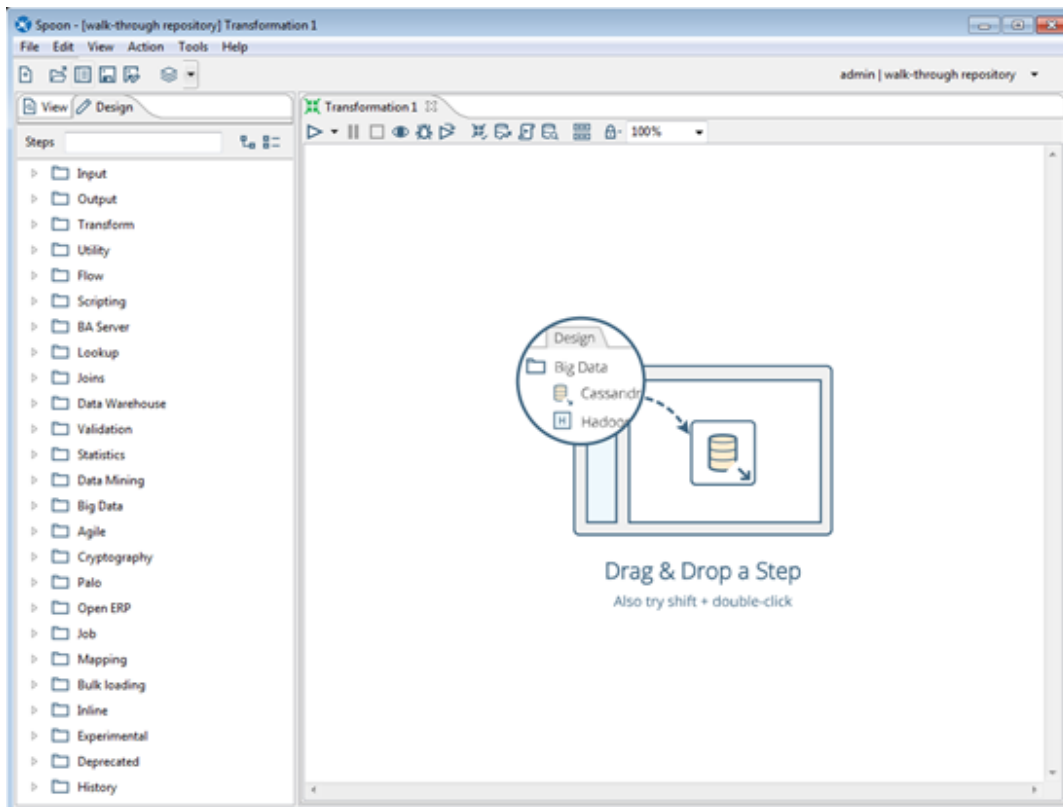 Spoon - [walk-through repository] Transformation 1
File Edit View Action Tools Help
admin | walk-through repository
View Design
Transformation 1
Steps
100%
Input
Output
Transform
Utility
Flow
Scripting
BA Server
Lookup
Joins
Data Warehouse
Validation
Statistics
Data Mining
Big Data
Agile
Cryptography
Palo
Open ERP
Job
Mapping
Bulk loading
Inline
Experimental
Deprecated
History
Design
Big Data
Cassandr
H Hadoop
Drag & Drop a Step
Also try shift + double-click